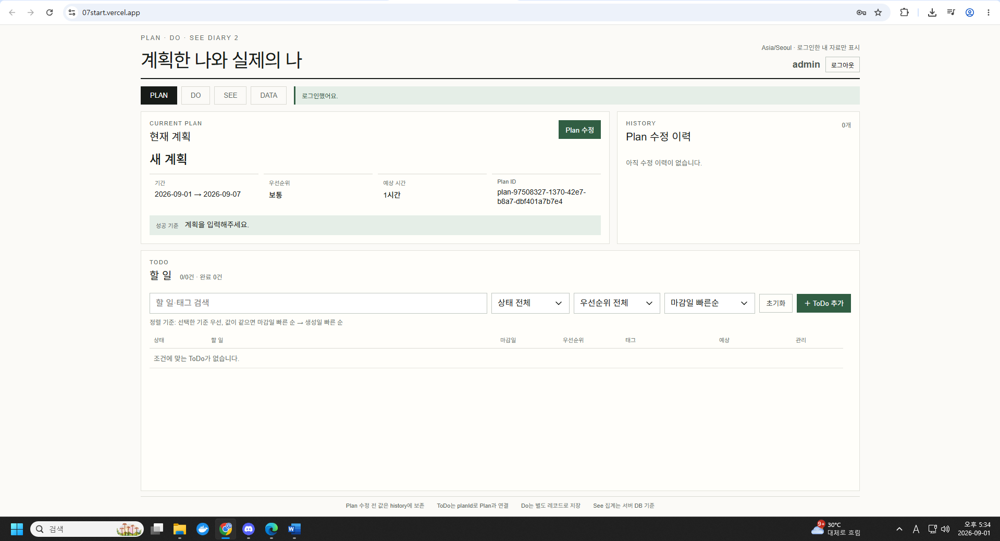 07start.vercel.app
PLAN · DO · SEE DIARY 2
계획한 나와 실제의 나
Asia/Seoul · 로그인한 내 자료만 표시
admin
로그아웃
PLAN
DO
SEE
DATA
로그인했어요.
CURRENT PLAN
현재 계획
Plan 수정
새 계획
기간
2026-09-01 → 2026-09-07
우선순위
보통
예상 시간
1시간
Plan ID
plan-97508327-1370-42e7-
b8a7-dbf401a7b7e4
성공 기준 계획을 입력해주세요.
HISTORY
Plan 수정 이력
0개
아직 수정 이력이 없습니다.
TODO
할 일 0/0건 · 완료 0건
할 일·태그 검색
상태 전체
우선순위 전체
마감일 빠른순
초기화
+ ToDo 추가
정렬 기준: 선택한 기준 우선, 값이 같으면 마감일 빠른 순 → 생성일 빠른 순
상태 할 일 마감일 우선순위 태그 예상 관리
조건에 맞는 ToDo가 없습니다.
Plan 수정 전 값은 history에 보존 ToDo는 planId로 Plan과 연결 Do는 별도 레코드로 저장 See 집계는 서버 DB 기준
검색
9+
30°C
대체로 흐림
A
오후 5:34
2026-09-01